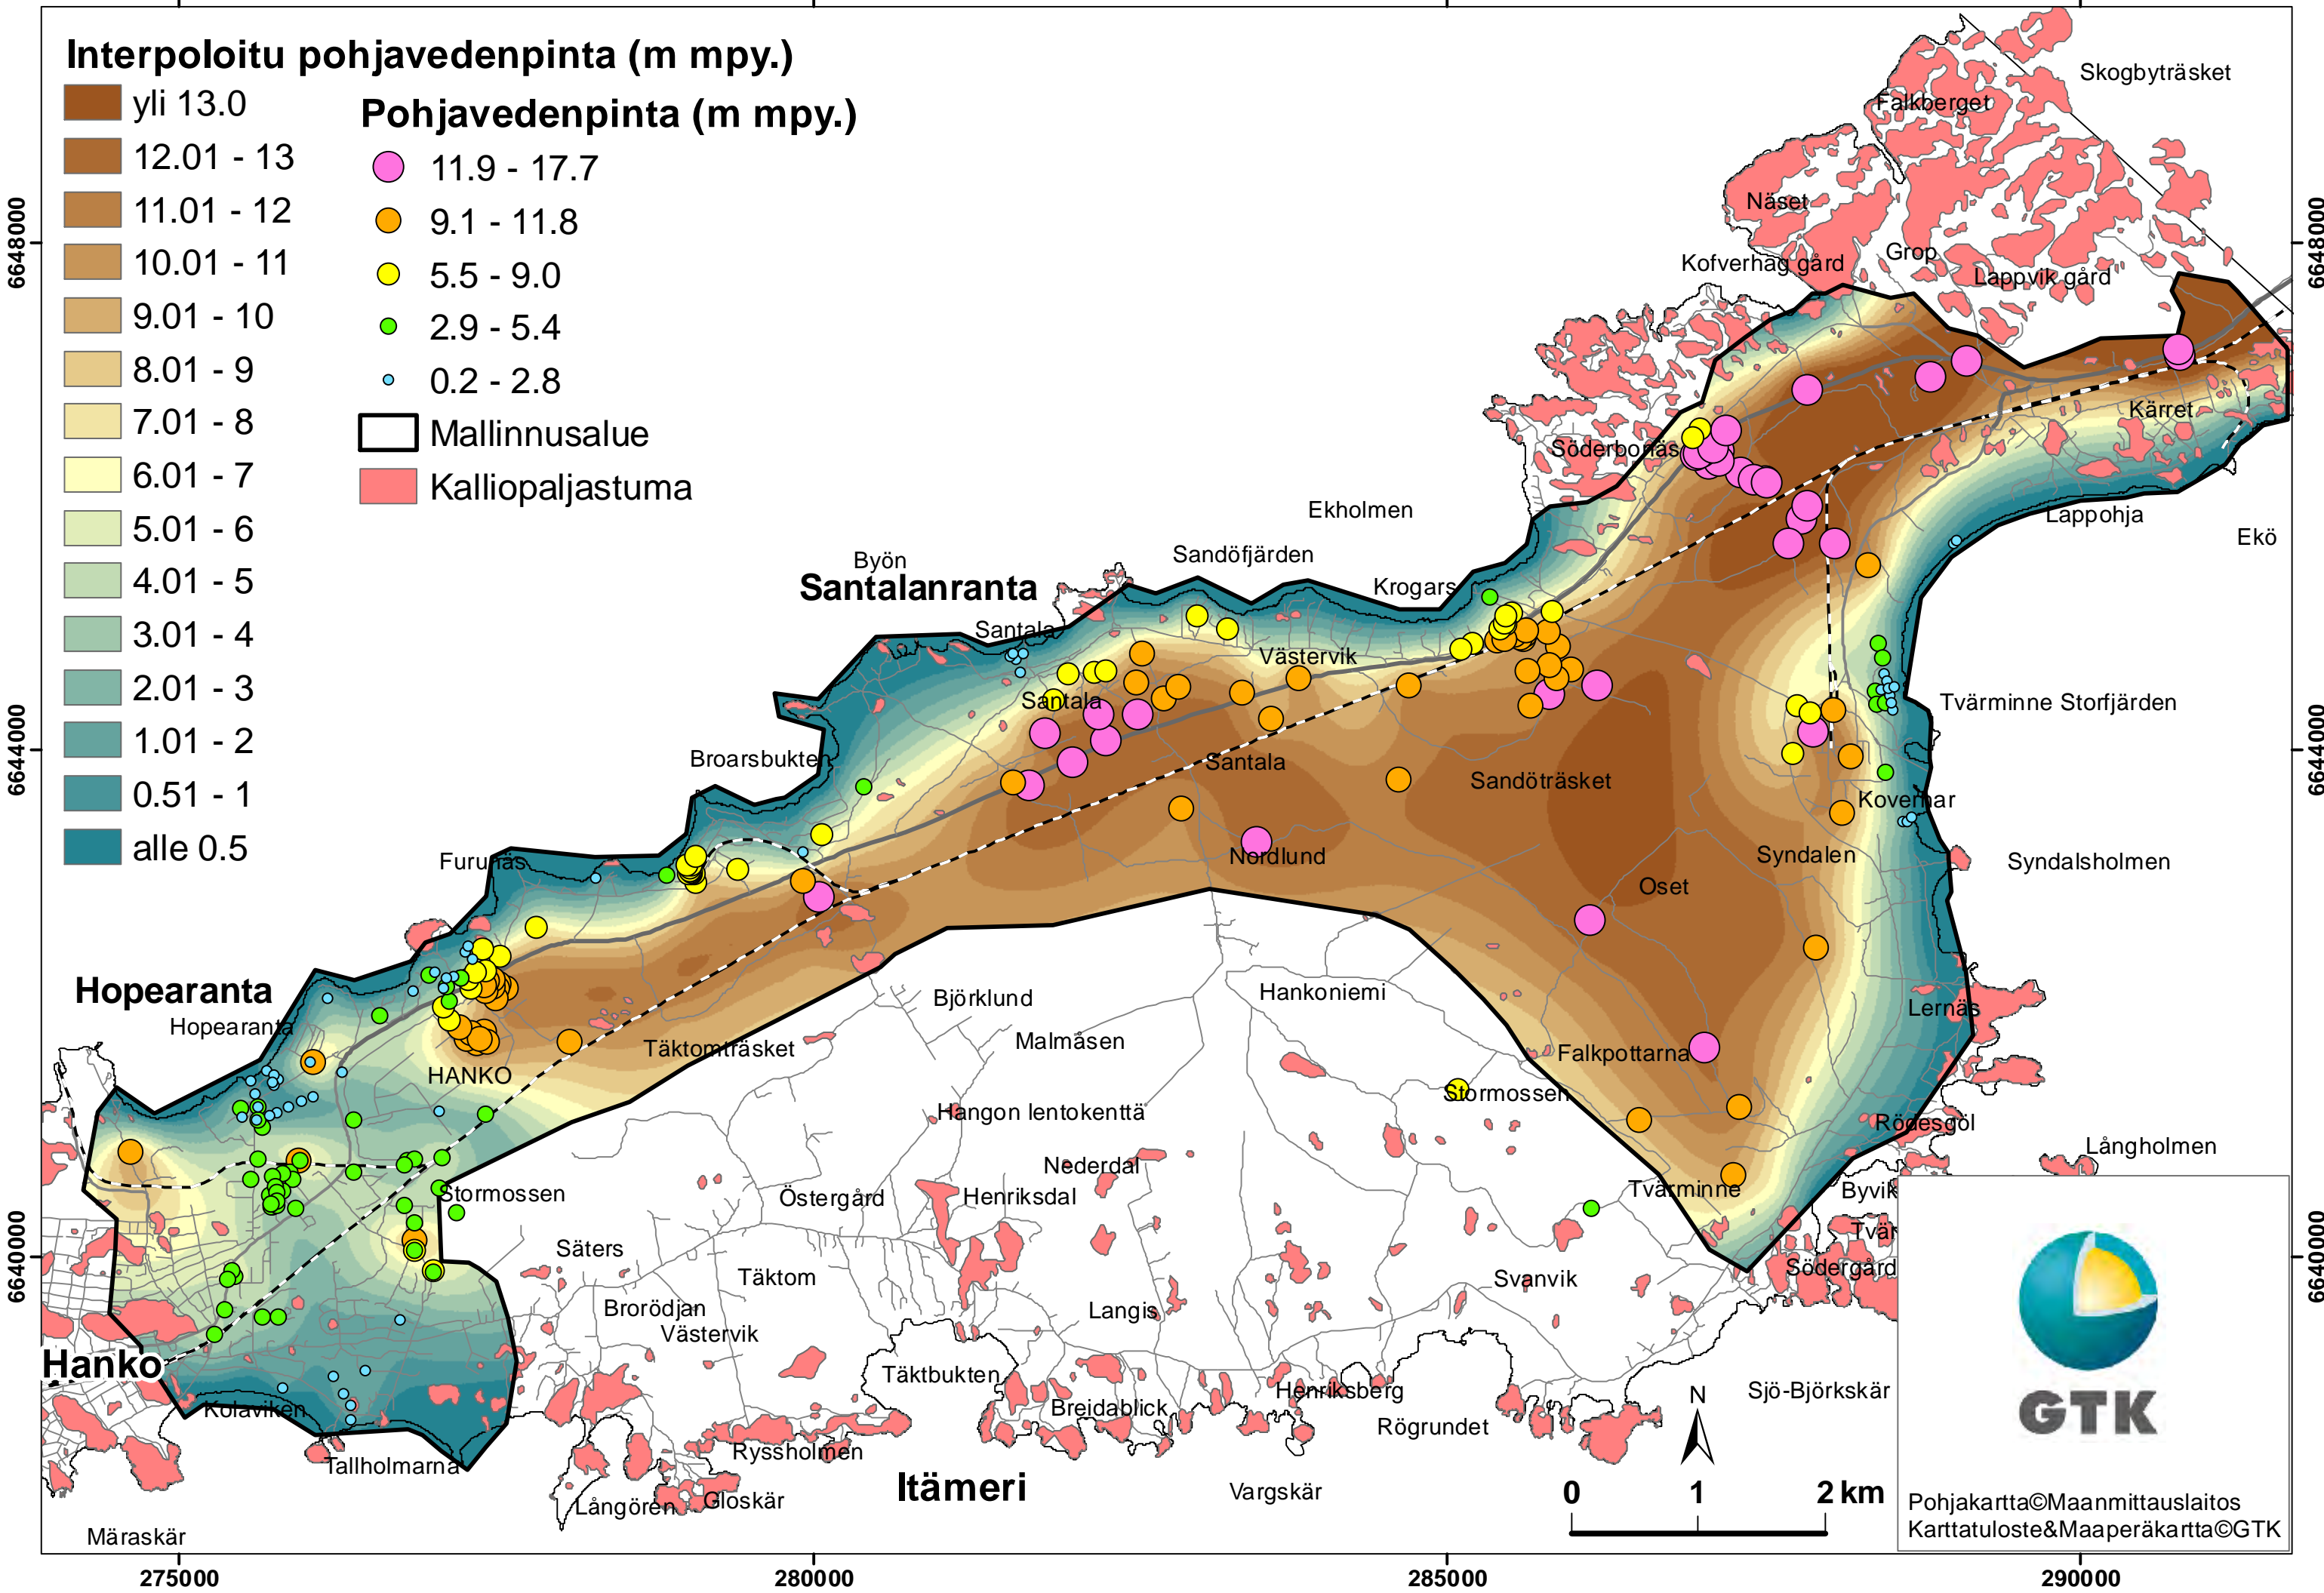 Interpoloitu pohjavedenpinta (m mpy.)
yli 13.0
12.01 - 13
11.01 - 12
10.01 - 11
9.01 - 10
8.01 - 9
7.01 - 8
6.01 - 7
5.01 - 6
4.01 - 5
3.01 - 4
2.01 - 3
1.01 - 2
0.51 - 1
alle 0.5
Pohjavedenpinta (m mpy.)
11.9 - 17.7
9.1 - 11.8
5.5 - 9.0
2.9 - 5.4
0.2 - 2.8
Mallinnusalue
Kalliopaljastuma
Skogbyträsket
Falkberget
Näset
Grop
Kofverhag gård
Lappvik gård
Kärret
Söderbonäs
Lappohja
Ekö
Ekholmen
Byön
Sandöfjärden
Santalanranta
Krogars
Santala
Västervik
Santala
Tvärminne Storfjärden
Broarsbukten
Santala
Sandöträsket
Kovernar
Furunäs
Nordlund
Syndalen
Syndalsholmen
Oset
Hopearanta
Hopearanta
Björklund
Hankoniemi
Lernäs
Täktomträsket
Malmåsen
Falkpottarna
HANKO
Stormossen
Hangon lentokenttä
Rödesgöl
Långholmen
Nederdal
Stormossen
Östergård
Henriksdal
Tvärminne
Byvik
Tvär
Säters
Södergård
Täktom
Svanvik
Brorödjan
Langis
Västervik
Hanko
Täktbukten
Henriksberg
Sjö-Björkskär
Kolaviken
Breidablick
Rögrundet
Ryssholmen
Tallholmarna
Itämeri
Vargskär
Långören
Gloskär
Märaskär
N
0 1 2 km
GTK
Pohjakartta©Maanmittauslaitos
Karttatuloste&Maaperäkartta©GTK
6648000
6644000
6640000
6648000
6644000
6640000
275000
280000
285000
290000